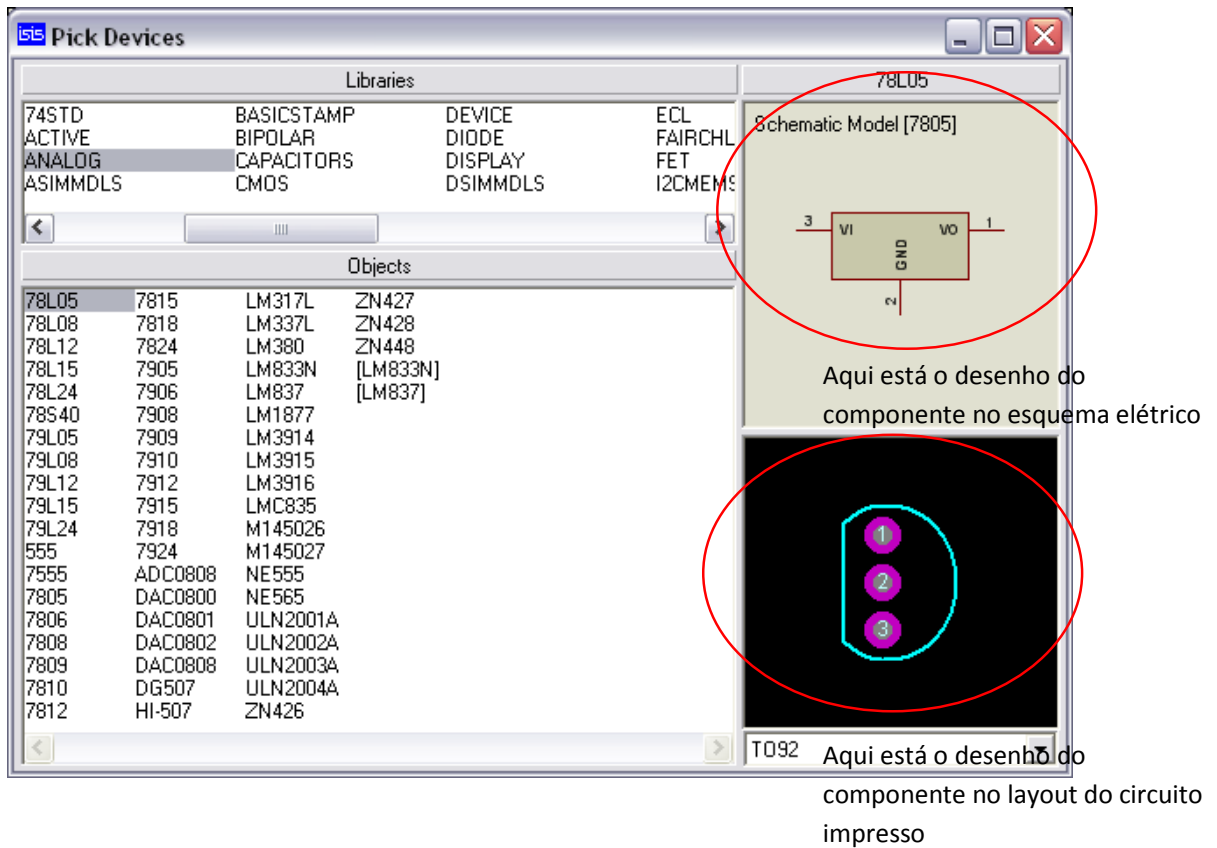 isis Pick Devices
Libraries
74STD BASICSTAMP DEVICE ECL
ACTIVE BIPOLAR DIODE FAIRCHL
ANALOG CAPACITORS DISPLAY FET
ASIMMDLS CMOS DSIMMDLS I2CMEMS
Objects
78L05 7815 LM317L ZN427
78L08 7818 LM337L ZN428
78L12 7824 LM380 ZN448
78L15 7905 LM833N [LM833N]
78L24 7906 LM837 [LM837]
78S40 7908 LM1877
79L05 7909 LM3914
79L08 7910 LM3915
79L12 7912 LM3916
79L15 7915 LMC835
79L24 7918 M145026
555 7924 M145027
7555 ADC0808 NE555
7805 DAC0800 NE565
7806 DAC0801 ULN2001A
7808 DAC0802 ULN2002A
7809 DAC0808 ULN2003A
7810 DG507 ULN2004A
7812 HI-507 ZN426
78L05
Schematic Model [7805]
3 VI VO 1
GND
2
Aqui está o desenho do
componente no esquema elétrico
1
2
3
TO92
Aqui está o desenho do
componente no layout do circuito
impresso